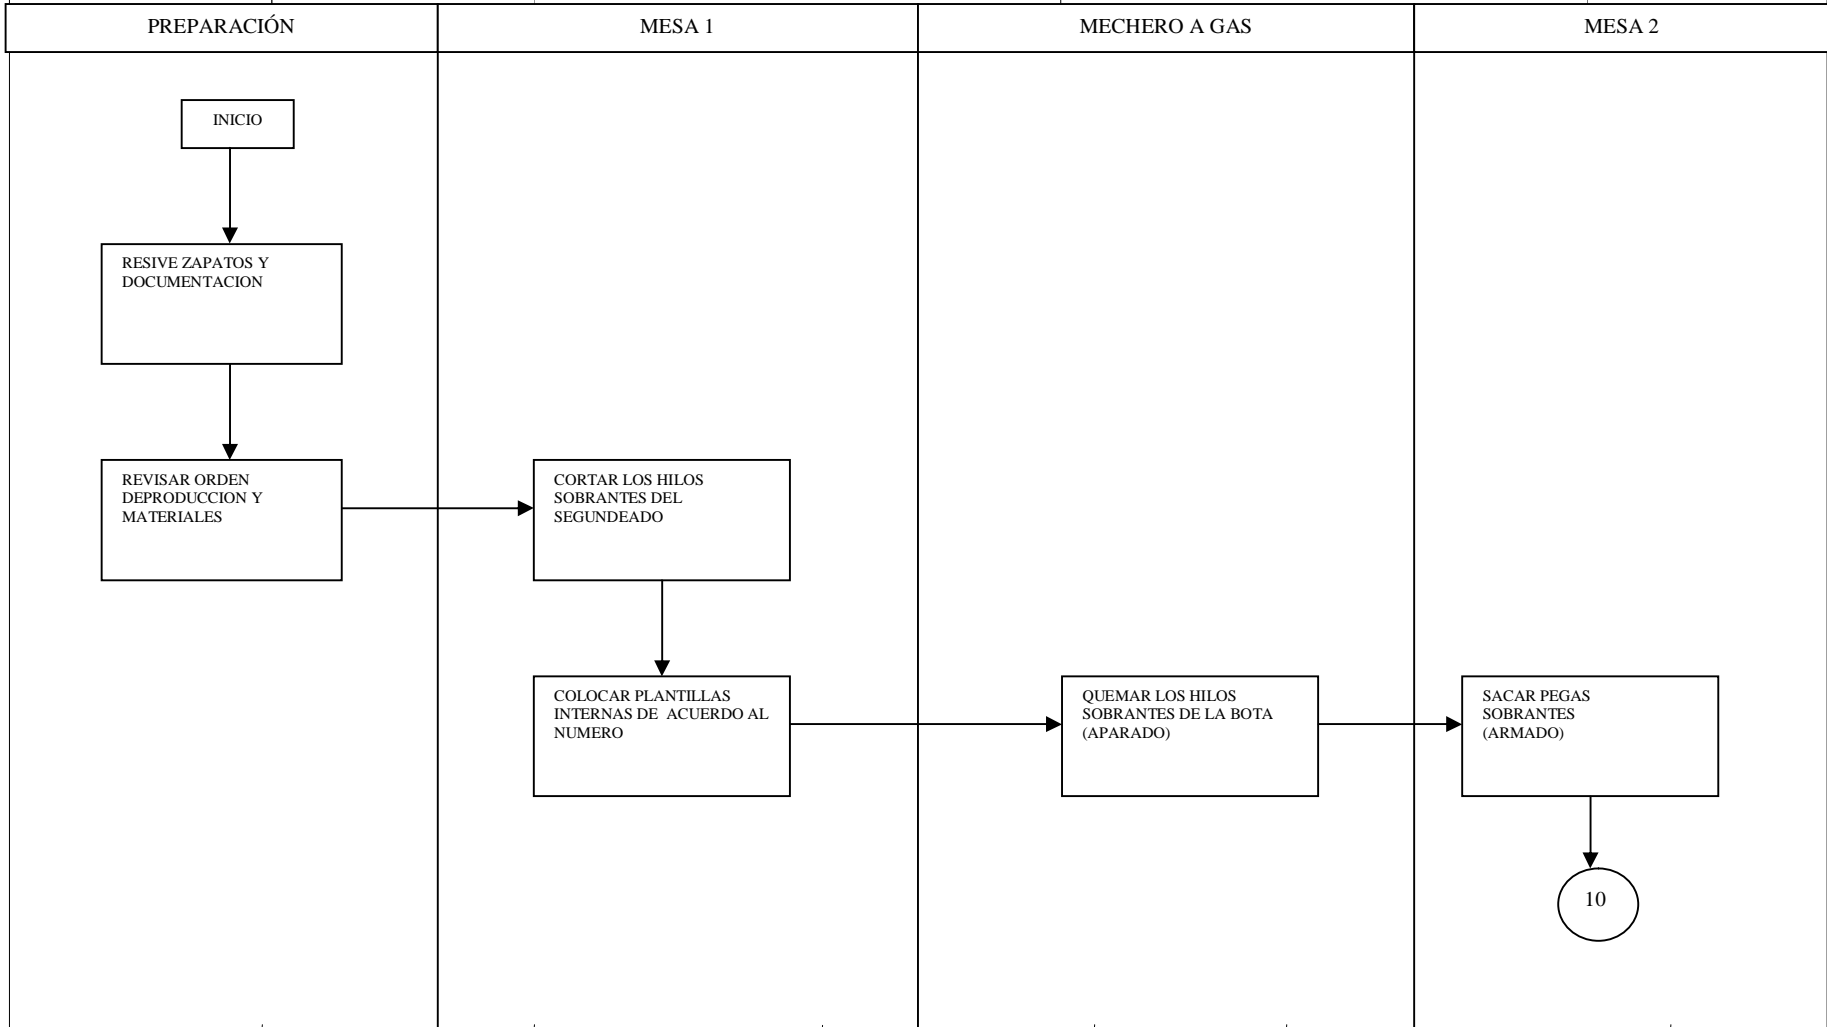 PREPARACIÓN
MESA 1
MECHERO A GAS
MESA 2
INICIO
RESIVE ZAPATOS Y
DOCUMENTACION
REVISAR ORDEN
DEPRODUCCION Y
MATERIALES
CORTAR LOS HILOS
SOBRANTES DEL
SEGUNDEADO
COLOCAR PLANTILLAS
INTERNAS DE ACUERDO AL
NUMERO
QUEMAR LOS HILOS
SOBRANTES DE LA BOTA
(APARADO)
SACAR PEGAS
SOBRANTES
(ARMADO)
10